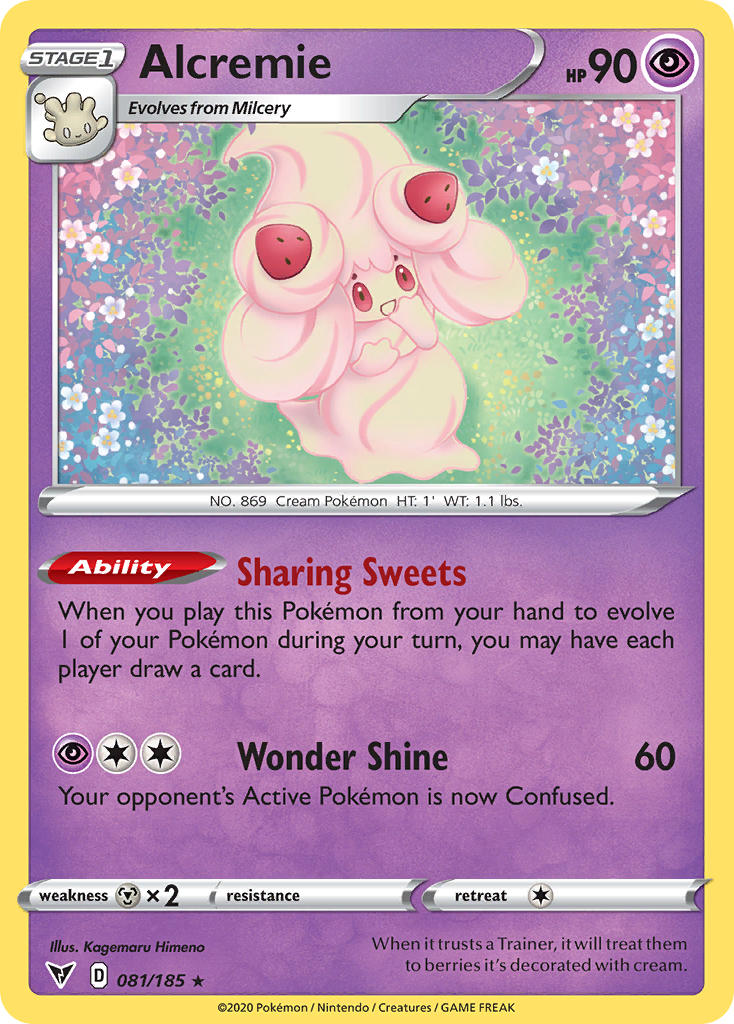 STAGE1
Alcremie
HP 90
Evolves from Milcery
NO. 869 Cream Pokémon HT: 1' WT: 1.1 lbs.
Ability
Sharing Sweets
When you play this Pokémon from your hand to evolve
1 of your Pokémon during your turn, you may have each
player draw a card.
Wonder Shine 60
Your opponent's Active Pokémon is now Confused.
weakness ×2 resistance retreat
Illus. Kagemaru Himeno
When it trusts a Trainer, it will treat them
to berries it's decorated with cream.
D 081/185 ★
©2020 Pokémon / Nintendo / Creatures / GAME FREAK